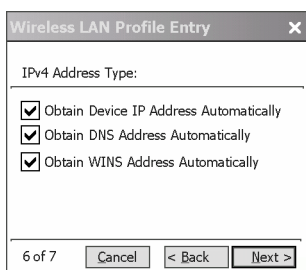 Wireless LAN Profile Entry
IPv4 Address Type:
Obtain Device IP Address Automatically
Obtain DNS Address Automatically
Obtain WINS Address Automatically
6 of 7 Cancel < Back Next >